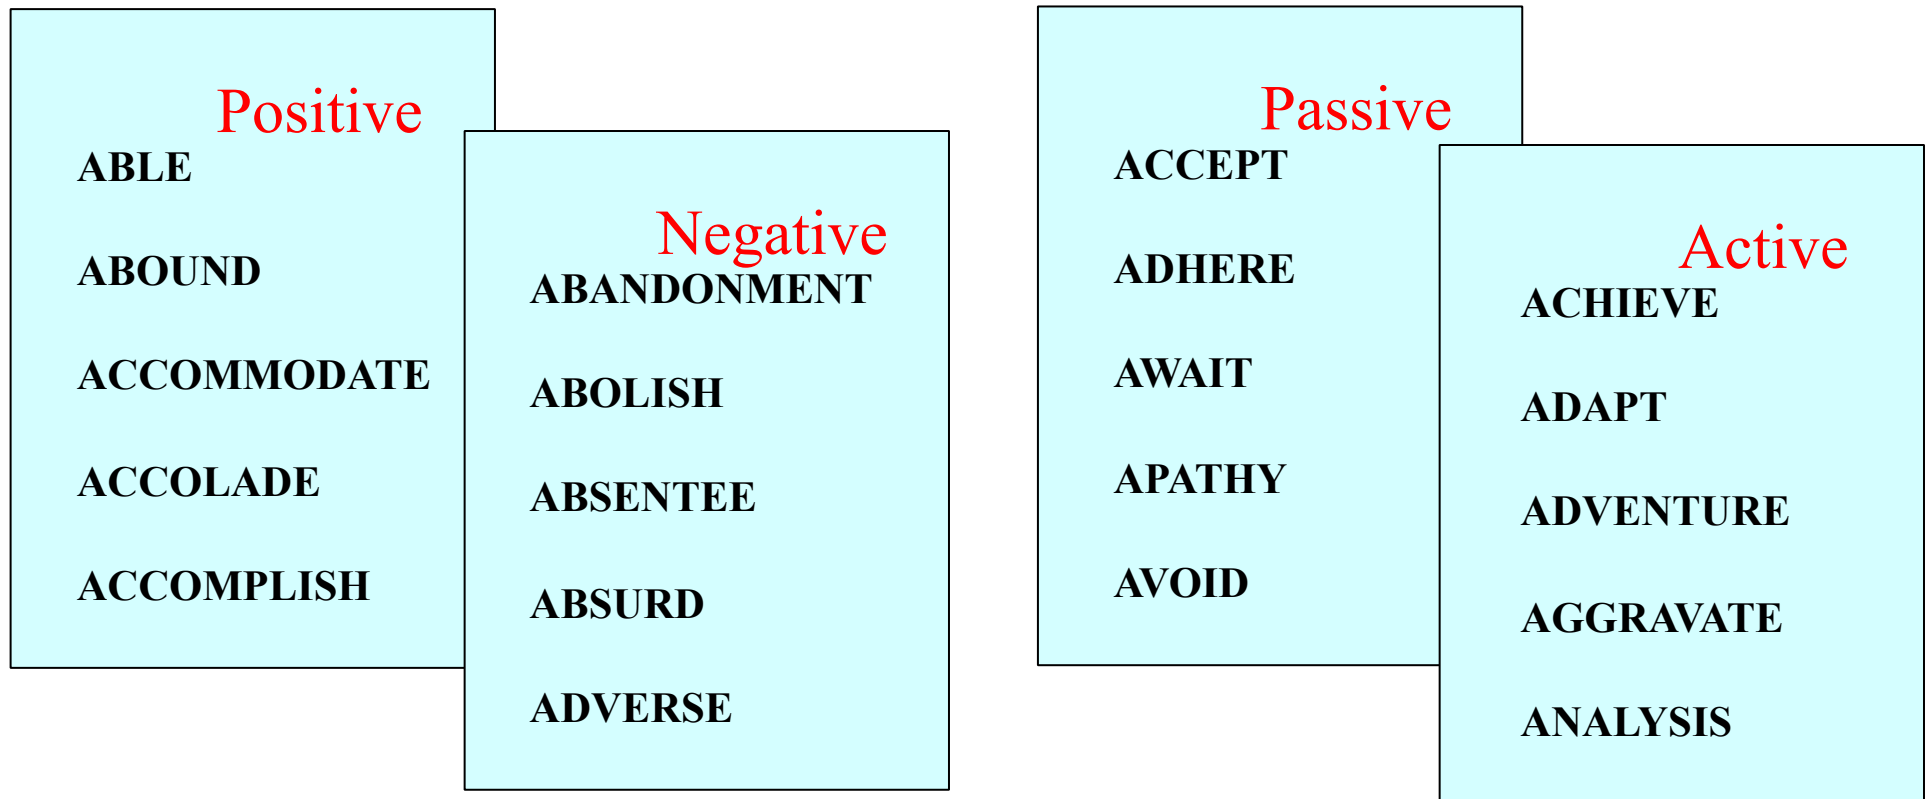 Positive
ABLE
ABOUND
ACCOMMODATE
ACCOLADE
ACCOMPLISH
Negative
ABANDONMENT
ABOLISH
ABSENTEE
ABSURD
ADVERSE
Passive
ACCEPT
ADHERE
AWAIT
APATHY
AVOID
Active
ACHIEVE
ADAPT
ADVENTURE
AGGRAVATE
ANALYSIS